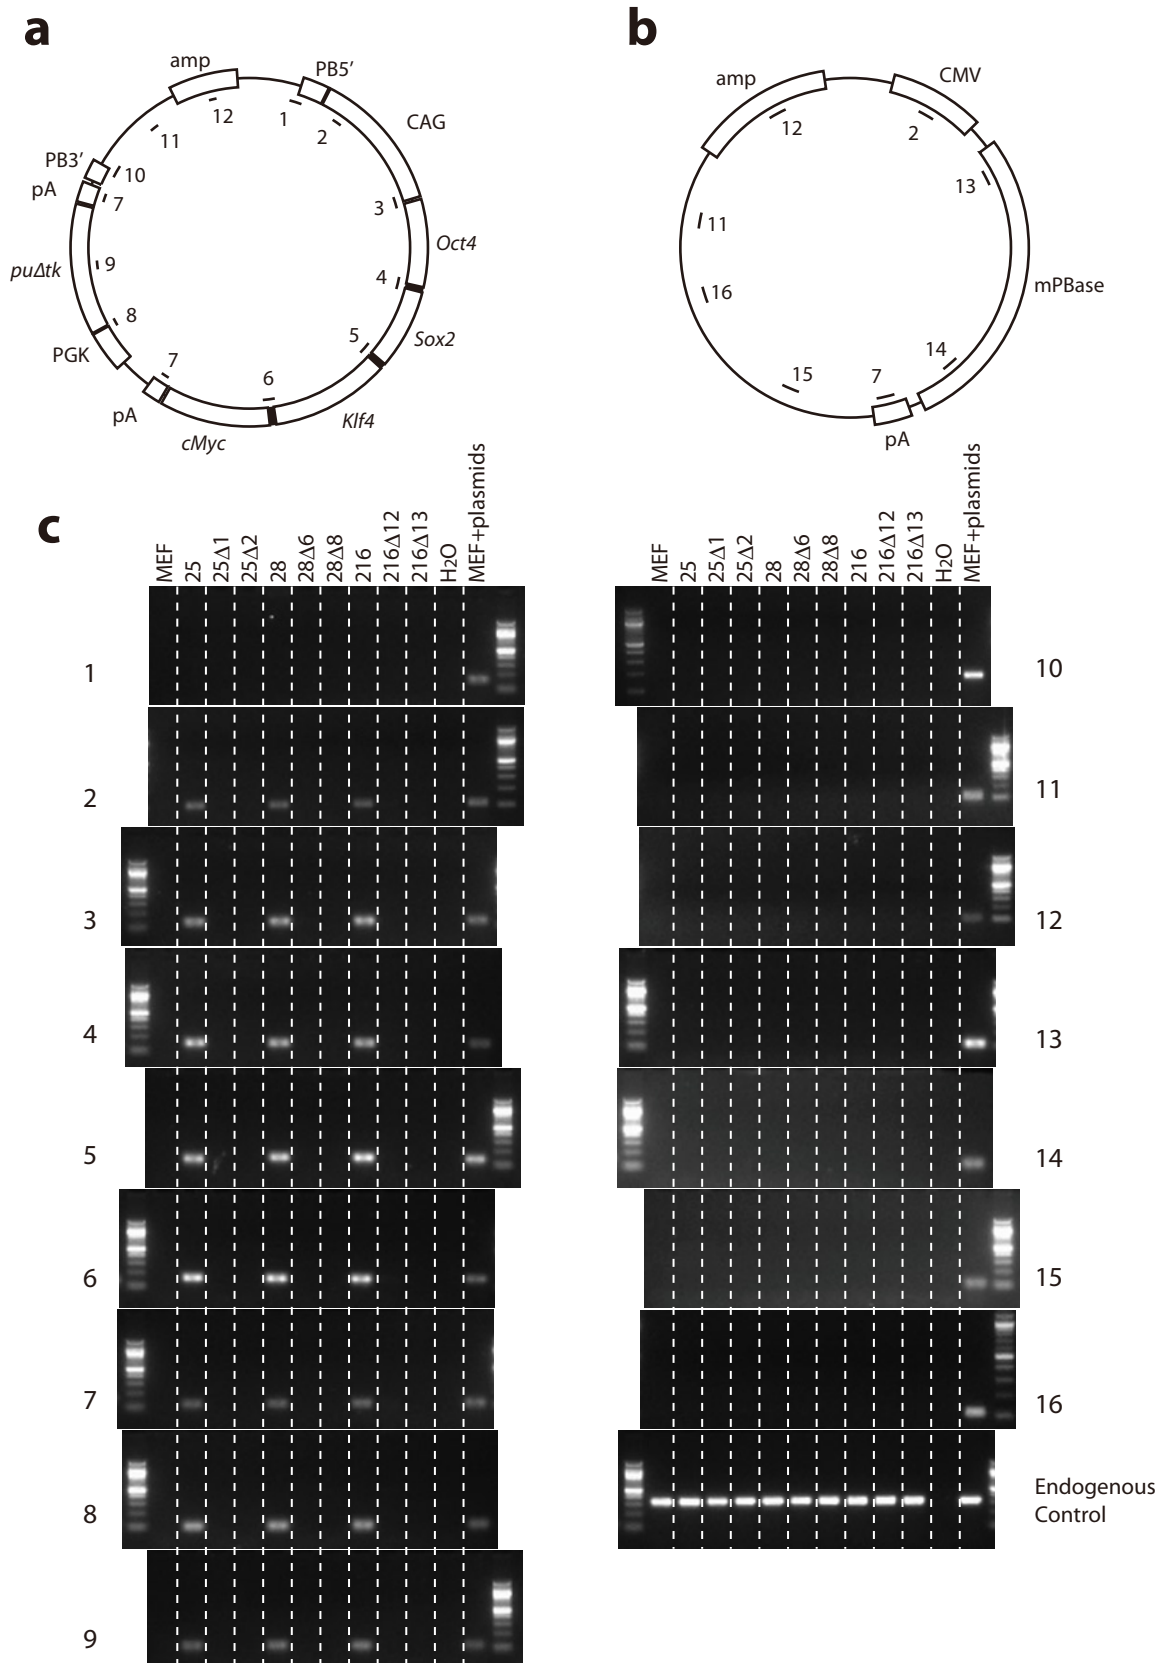 a
amp
PB5’
CAG
Oct4
Sox2
Klf4
cMyc
pA
PGK
puΔtk
pA
PB3’
1
2
3
4
5
6
7
8
9
7
10
11
12
b
amp
CMV
mPBase
pA
2
13
14
7
15
16
11
12
c
MEF
25
25Δ1
25Δ2
28
28Δ6
28Δ8
216
216Δ12
216Δ13
H2O
MEF+plasmids
1
2
3
4
5
6
7
8
9
MEF
25
25Δ1
25Δ2
28
28Δ6
28Δ8
216
216Δ12
216Δ13
H2O
MEF+plasmids
10
11
12
13
14
15
16
Endogenous
Control